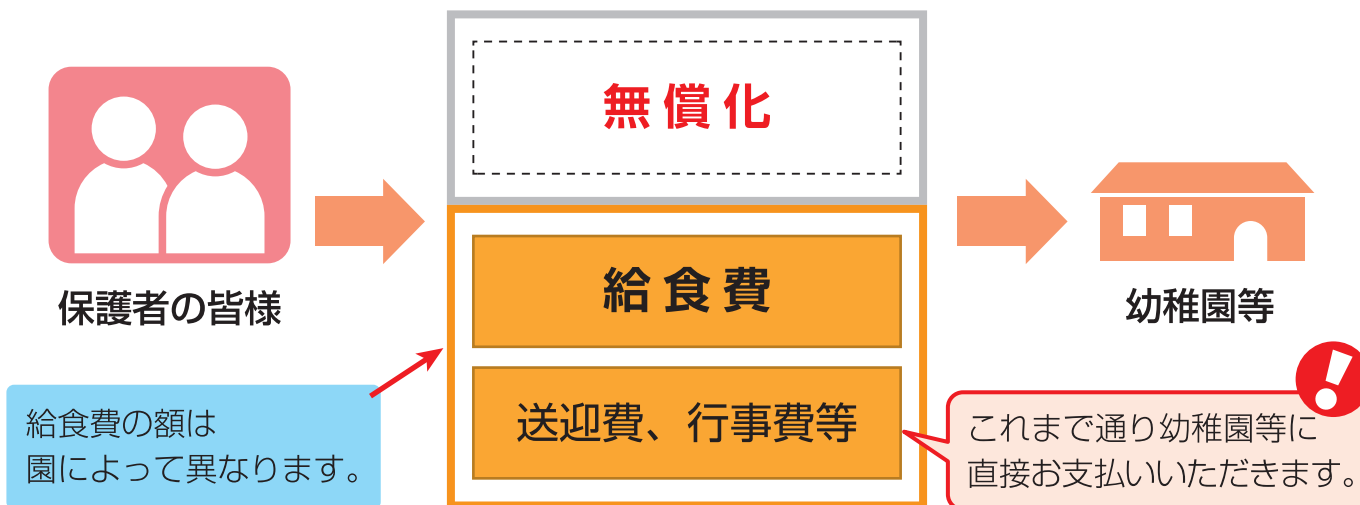 無償化
保護者の皆様
給食費
幼稚園等
送迎費、行事費等
給食費の額は
園によって異なります。
これまで通り幼稚園等に
直接お支払いいただきます。